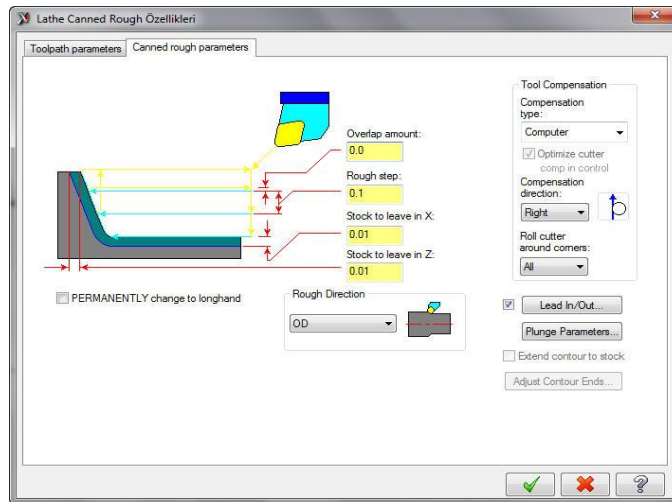 Lathe Canned Rough Özellikleri
Toolpath parameters
Canned rough parameters
Overlap amount:
0.0
Rough step:
0.1
Stock to leave in X:
0.01
Stock to leave in Z:
0.01
PERMANENTLY change to longhand
Rough Direction
OD
Tool Compensation
Compensation
type:
Computer
Optimize cutter
comp in control
Compensation
direction:
Right
Roll cutter
around corners:
All
Lead In/Out...
Plunge Parameters...
Extend contour to stock
Adjust Contour Ends...